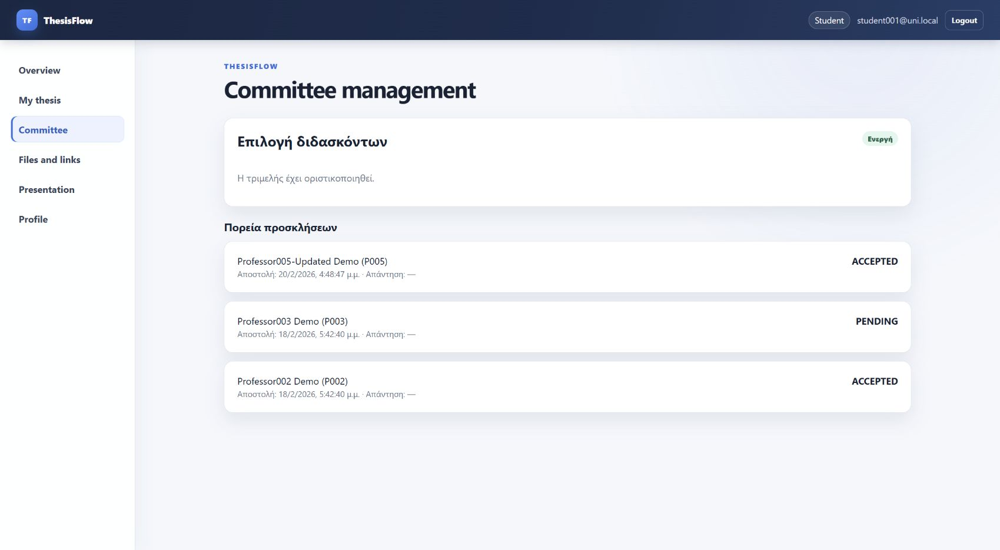 TF ThesisFlow
Student student001@uni.local Logout
Overview
My thesis
Committee
Files and links
Presentation
Profile
THESISFLOW
Committee management
Επιλογή διδασκόντων
Ενεργή
Η τριμελής έχει οριστικοποιηθεί.
Πορεία προσκλήσεων
Professor005-Updated Demo (P005)
ACCEPTED
Αποστολή: 20/2/2026, 4:48:47 μ.μ. · Απάντηση: —
Professor003 Demo (P003)
PENDING
Αποστολή: 18/2/2026, 5:42:40 μ.μ. · Απάντηση: —
Professor002 Demo (P002)
ACCEPTED
Αποστολή: 18/2/2026, 5:42:40 μ.μ. · Απάντηση: —